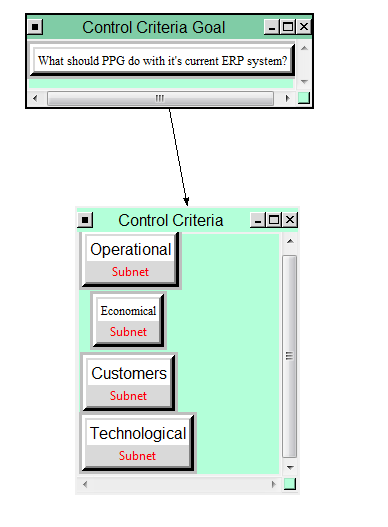 Control Criteria Goal
What should PPG do with it's current ERP system?
Control Criteria
Operational
Subnet
Economical
Subnet
Customers
Subnet
Technological
Subnet